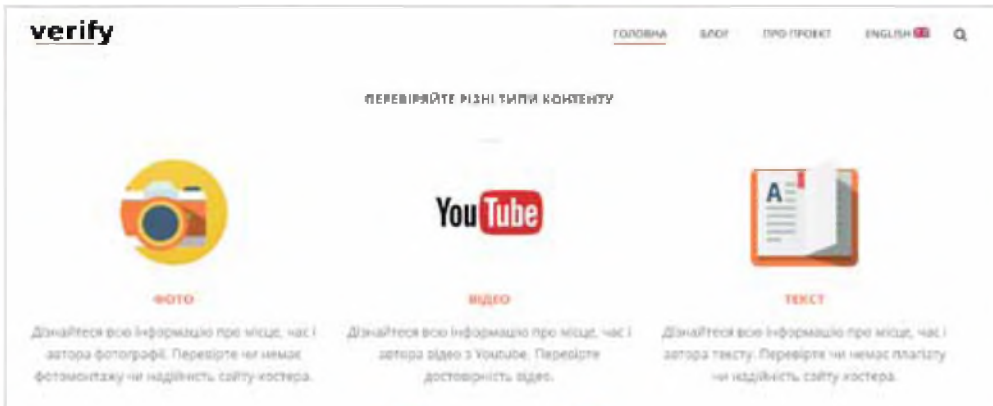 verify
ГОЛОВНА БЛОГ ПРО ПРОЕКТ ENGLISH
ПЕРЕВІРЯЙТЕ РІЗНІ ТИПИ КОНТЕНТУ
YouTube
A
ФОТО ВІДЕО ТЕКСТ
Дізнайтеся всю інформацію про місце, час і
автора фотографії. Перевірте чи немає
фотомонтажу чи надійність сайту хостера.
Дізнайтеся всю інформацію про місце, час і
автора відео з Youtube. Перевірте
достовірність відео.
Дізнайтеся всю інформацію про місце, час і
автора тексту. Перевірте чи немає плагіату
чи надійність сайту хостера.